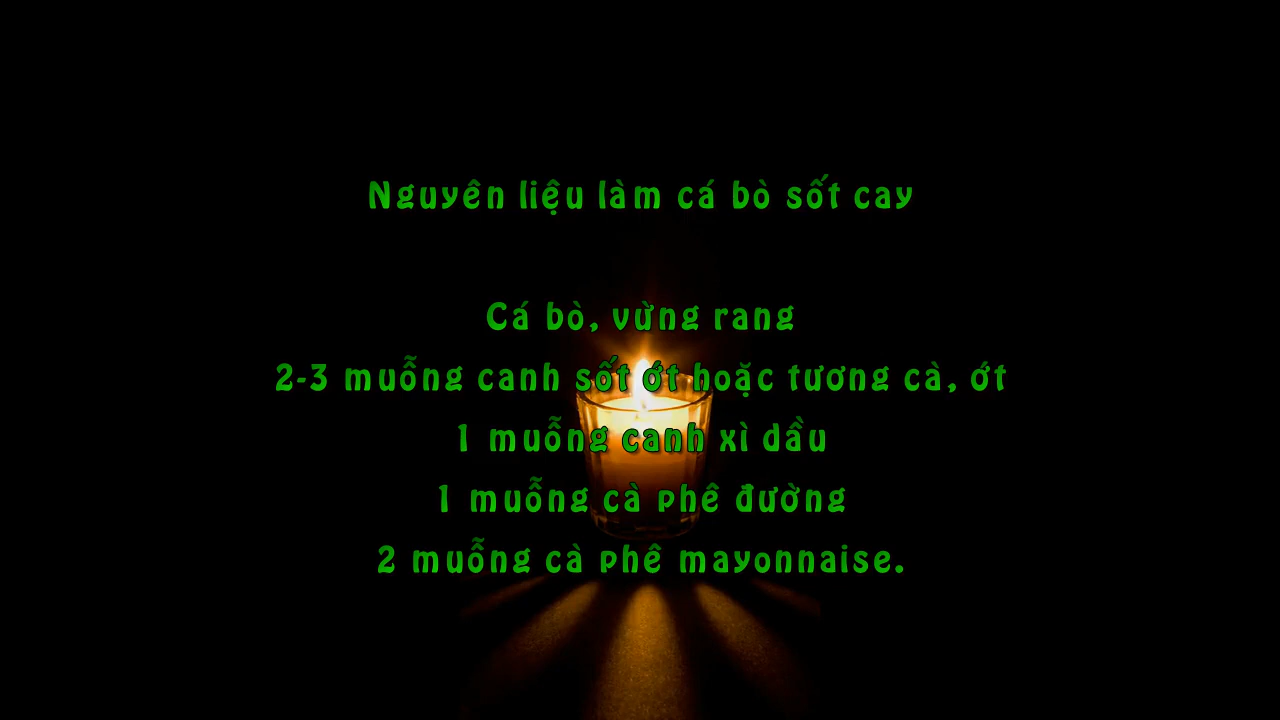 Nguyên liệu làm cá bò sốt cay
Cá bò, vừng rang
2-3 muỗng canh sốt ớt hoặc tương cà, ớt
1 muỗng canh xì dầu
1 muỗng cà phê đường
2 muỗng cà phê mayonnaise.